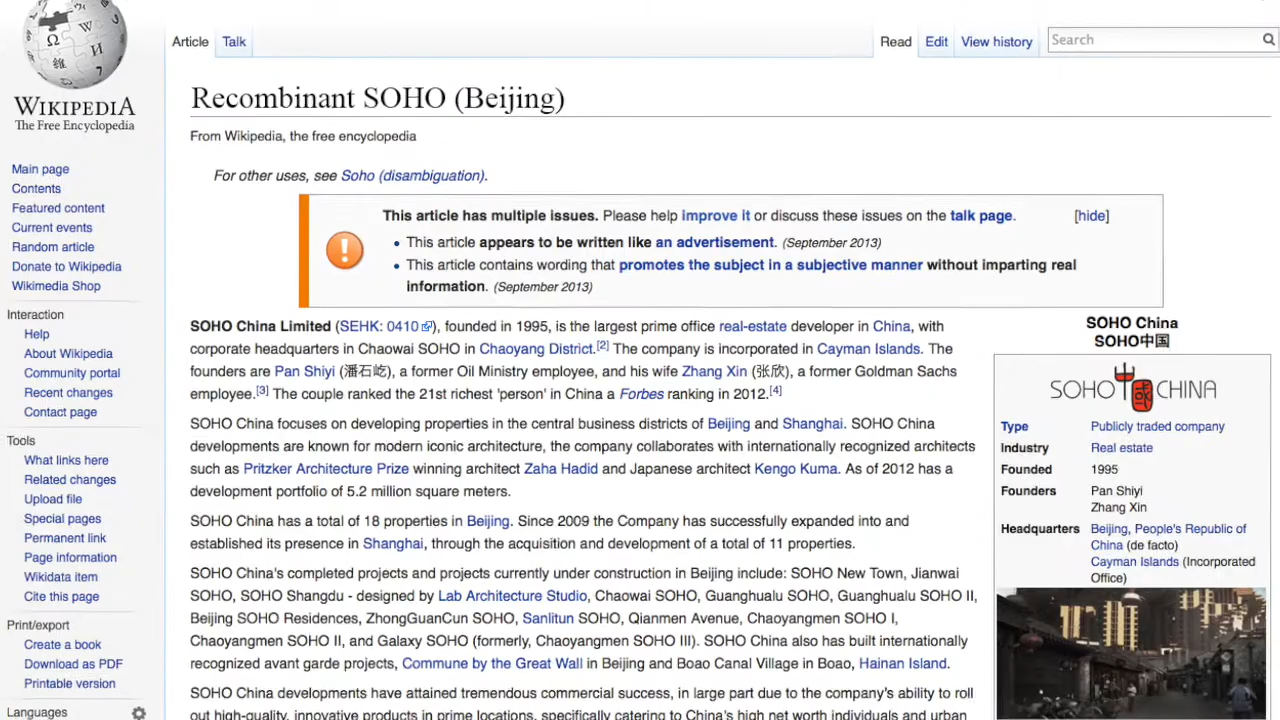 WIKIPEDIA
The Free Encyclopedia
Main page
Contents
Featured content
Current events
Random article
Donate to Wikipedia
Wikimedia Shop
Interaction
Help
About Wikipedia
Community portal
Recent changes
Contact page
Tools
What links here
Related changes
Upload file
Special pages
Permanent link
Page information
Wikidata item
Cite this page
Print/export
Create a book
Download as PDF
Printable version
Languages
Article Talk
Read Edit View history Search
Recombinant SOHO (Beijing)
From Wikipedia, the free encyclopedia
For other uses, see Soho (disambiguation).
This article has multiple issues. Please help improve it or discuss these issues on the talk page. [hide]
• This article appears to be written like an advertisement. (September 2013)
• This article contains wording that promotes the subject in a subjective manner without imparting real
information. (September 2013)
SOHO China Limited (SEHK: 0410), founded in 1995, is the largest prime office real-estate developer in China, with
corporate headquarters in Chaowai SOHO in Chaoyang District.[2] The company is incorporated in Cayman Islands. The
founders are Pan Shiyi (潘石屹), a former Oil Ministry employee, and his wife Zhang Xin (张欣), a former Goldman Sachs
employee.[3] The couple ranked the 21st richest 'person' in China a Forbes ranking in 2012.[4]
SOHO China focuses on developing properties in the central business districts of Beijing and Shanghai. SOHO China
developments are known for modern iconic architecture, the company collaborates with internationally recognized architects
such as Pritzker Architecture Prize winning architect Zaha Hadid and Japanese architect Kengo Kuma. As of 2012 has a
development portfolio of 5.2 million square meters.
SOHO China has a total of 18 properties in Beijing. Since 2009 the Company has successfully expanded into and
established its presence in Shanghai, through the acquisition and development of a total of 11 properties.
SOHO China's completed projects and projects currently under construction in Beijing include: SOHO New Town, Jianwai
SOHO, SOHO Shangdu - designed by Lab Architecture Studio, Chaowai SOHO, Guanghualu SOHO, Guanghualu SOHO II,
Beijing SOHO Residences, ZhongGuanCun SOHO, Sanlitun SOHO, Qianmen Avenue, Chaoyangmen SOHO I,
Chaoyangmen SOHO II, and Galaxy SOHO (formerly, Chaoyangmen SOHO III). SOHO China also has built internationally
recognized avant garde projects, Commune by the Great Wall in Beijing and Boao Canal Village in Boao, Hainan Island.
SOHO China developments have attained tremendous commercial success, in large part due to the company's ability to roll
out high-quality, innovative products in prime locations, specifically catering to China's high net worth individuals and urban
SOHO China
SOHO中国
SOHO CHINA
Type Publicly traded company
Industry Real estate
Founded 1995
Founders Pan Shiyi
Zhang Xin
Headquarters Beijing, People's Republic of
China (de facto)
Cayman Islands (Incorporated
Office)